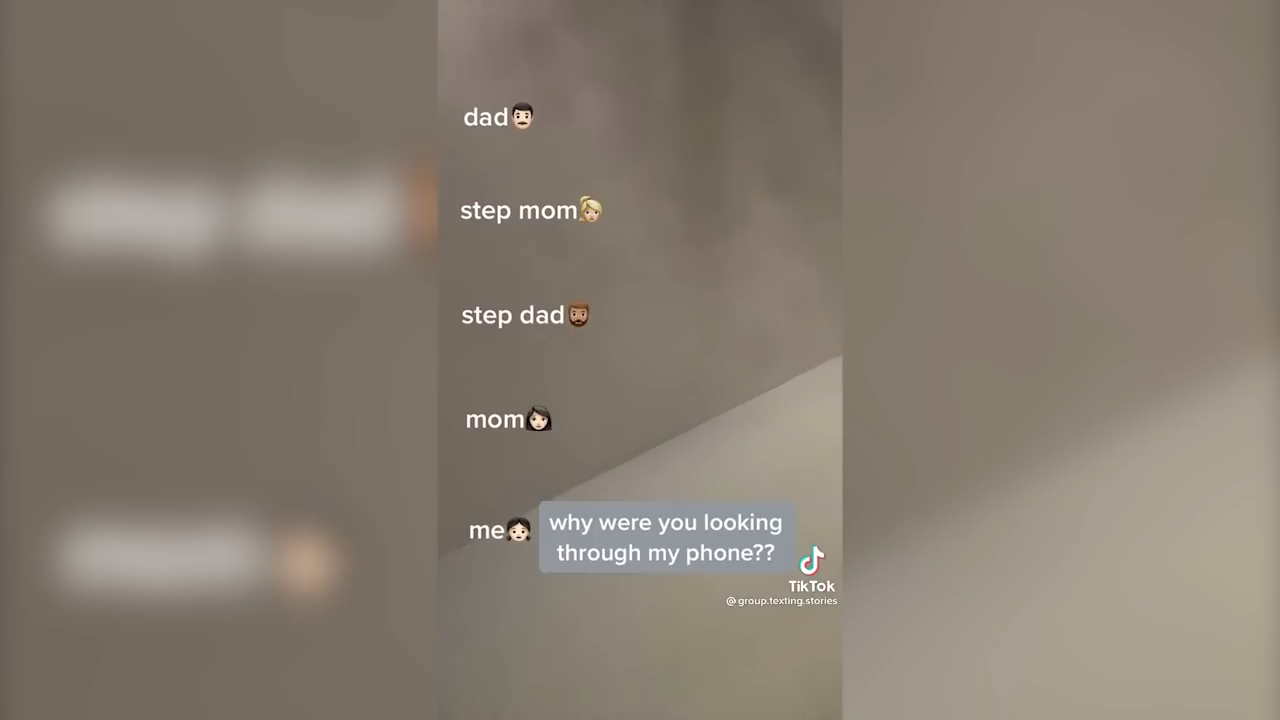 dad👨🏻
step mom👱🏼‍♀️
step dad🧔🏾
mom👩🏻
me👧🏻
why were you looking
through my phone??
TikTok
@group.texting.stories